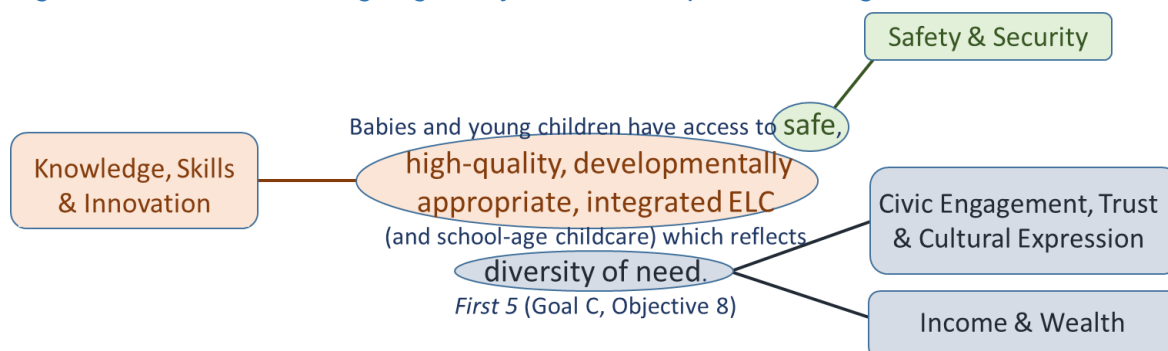 Safety & Security
Babies and young children have access to safe,
high-quality, developmentally
appropriate, integrated ELC
(and school-age childcare) which reflects
diversity of need.
First 5 (Goal C, Objective 8)
Knowledge, Skills
& Innovation
Civic Engagement, Trust
& Cultural Expression
Income & Wealth